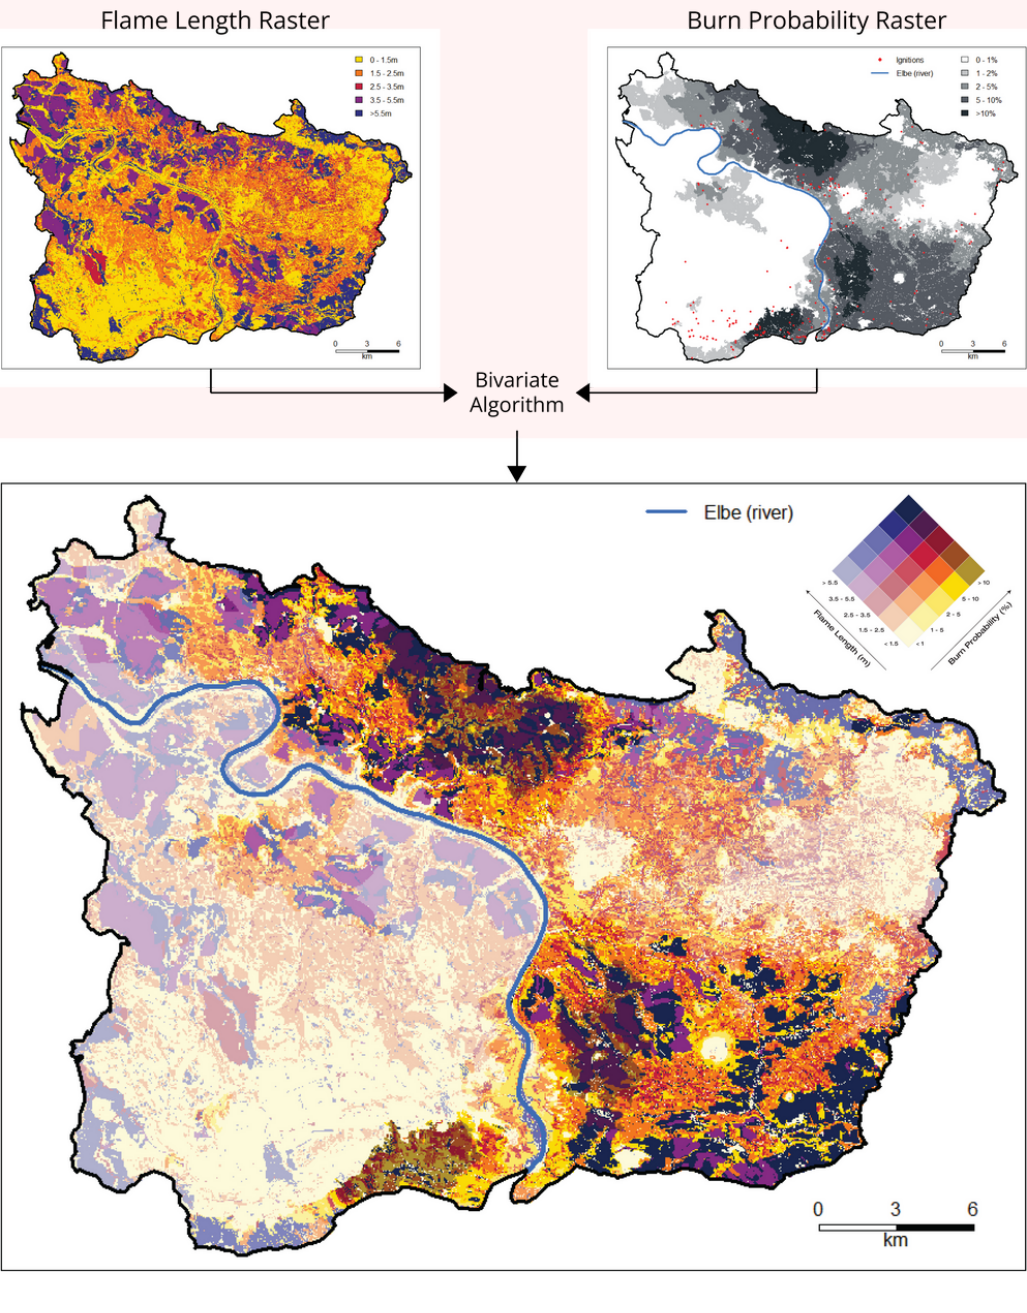 Flame Length Raster
Burn Probability Raster
0 - 1.5m
1.5 - 2.5m
2.5 - 3.5m
3.5 - 5.5m
>5.5m
0 3 6
km
Ignitions
Elbe (river)
0 - 1%
1 - 2%
2 - 5%
5 - 10%
>10%
0 3 6
km
Bivariate
Algorithm
Elbe (river)
> 5.5
3.5 - 5.5
2.5 - 3.5
1.5 - 2.5
< 1.5
Flame Length (m)
> 10
5 - 10
2 - 5
1 - 5
< 1
Burn Probability (%)
0 3 6
km